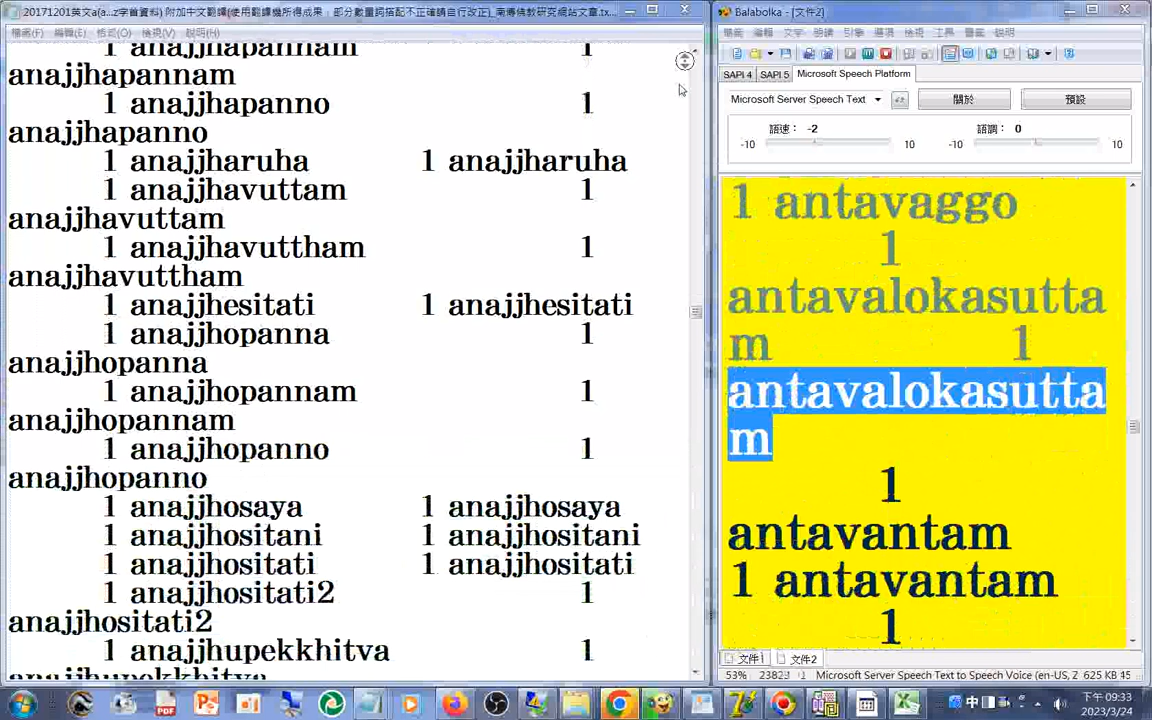 20171201英文a(a...z字首資料) 附加中文翻譯(使用翻譯機所得成果，部分數量詞搭配不正確請自行改正)_南傳佛教研究網站文章.tx...
檔案(F) 編輯(E) 格式(O) 檢視(V) 說明(H)
1 anajjhapannam 1
anajjhapannam
1 anajjhapanno 1
anajjhapanno
1 anajjharuha 1 anajjharuha
1 anajjhavuttam 1
anajjhavuttam
1 anajjhavuttham 1
anajjhavuttham
1 anajjhesitati 1 anajjhesitati
1 anajjhopanna 1
anajjhopanna
1 anajjhopannam 1
anajjhopannam
1 anajjhopanno 1
anajjhopanno
1 anajjhosaya 1 anajjhosaya
1 anajjhositani 1 anajjhositani
1 anajjhositati 1 anajjhositati
1 anajjhositati2 1
anajjhositati2
1 anajjhupekkhitva 1
anajjhupekkhitva
Balabolka - [文件2]
檔案 編輯 文字 朗讀 引擎 選項 檢視 工具 視窗 說明
SAPI 4 SAPI 5 Microsoft Speech Platform
Microsoft Server Speech Text 關於 預設
語速： -2 語調： 0
-10 10 -10 10
1 antavaggo
1
antavalokasutta
m 1
antavalokasutta
m
1
antavantam
1 antavantam
1
文件1 文件2
53% Microsoft Server Speech Text to Speech Voice (en-US, Z 625 KB
中
下午 09:33
2023/3/24